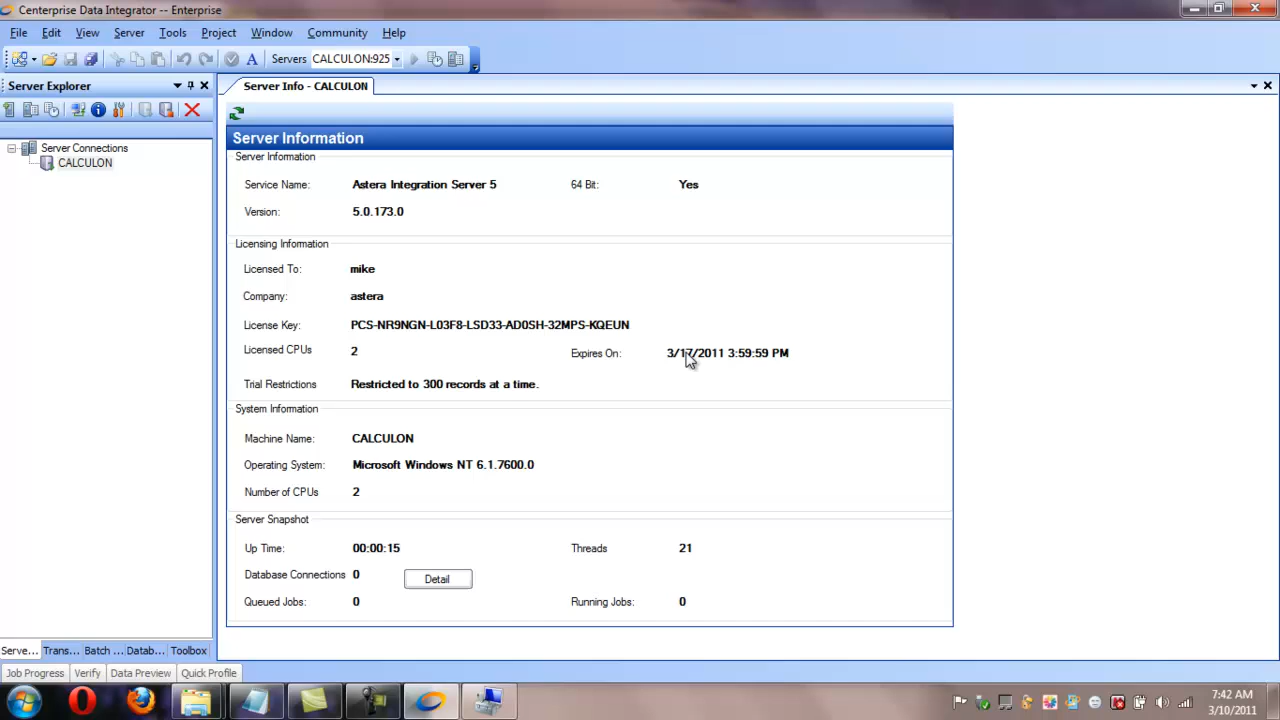 Centerprise Data Integrator -- Enterprise
File Edit View Server Tools Project Window Community Help
Servers CALCULON:925
Server Explorer
Server Info - CALCULON
Server Connections
CALCULON
Server Information
Server Information
Service Name: Astera Integration Server 5 64 Bit: Yes
Version: 5.0.173.0
Licensing Information
Licensed To: mike
Company: astera
License Key: PCS-NR9NGN-L03F8-LSD33-AD0SH-32MPS-KQEUN
Licensed CPUs 2 Expires On: 3/17/2011 3:59:59 PM
Trial Restrictions Restricted to 300 records at a time.
System Information
Machine Name: CALCULON
Operating System: Microsoft Windows NT 6.1.7600.0
Number of CPUs 2
Server Snapshot
Up Time: 00:00:15 Threads 21
Database Connections 0 Detail
Queued Jobs: 0 Running Jobs: 0
Serve... Trans... Batch ... Datab... Toolbox
Job Progress Verify Data Preview Quick Profile
7:42 AM
3/10/2011